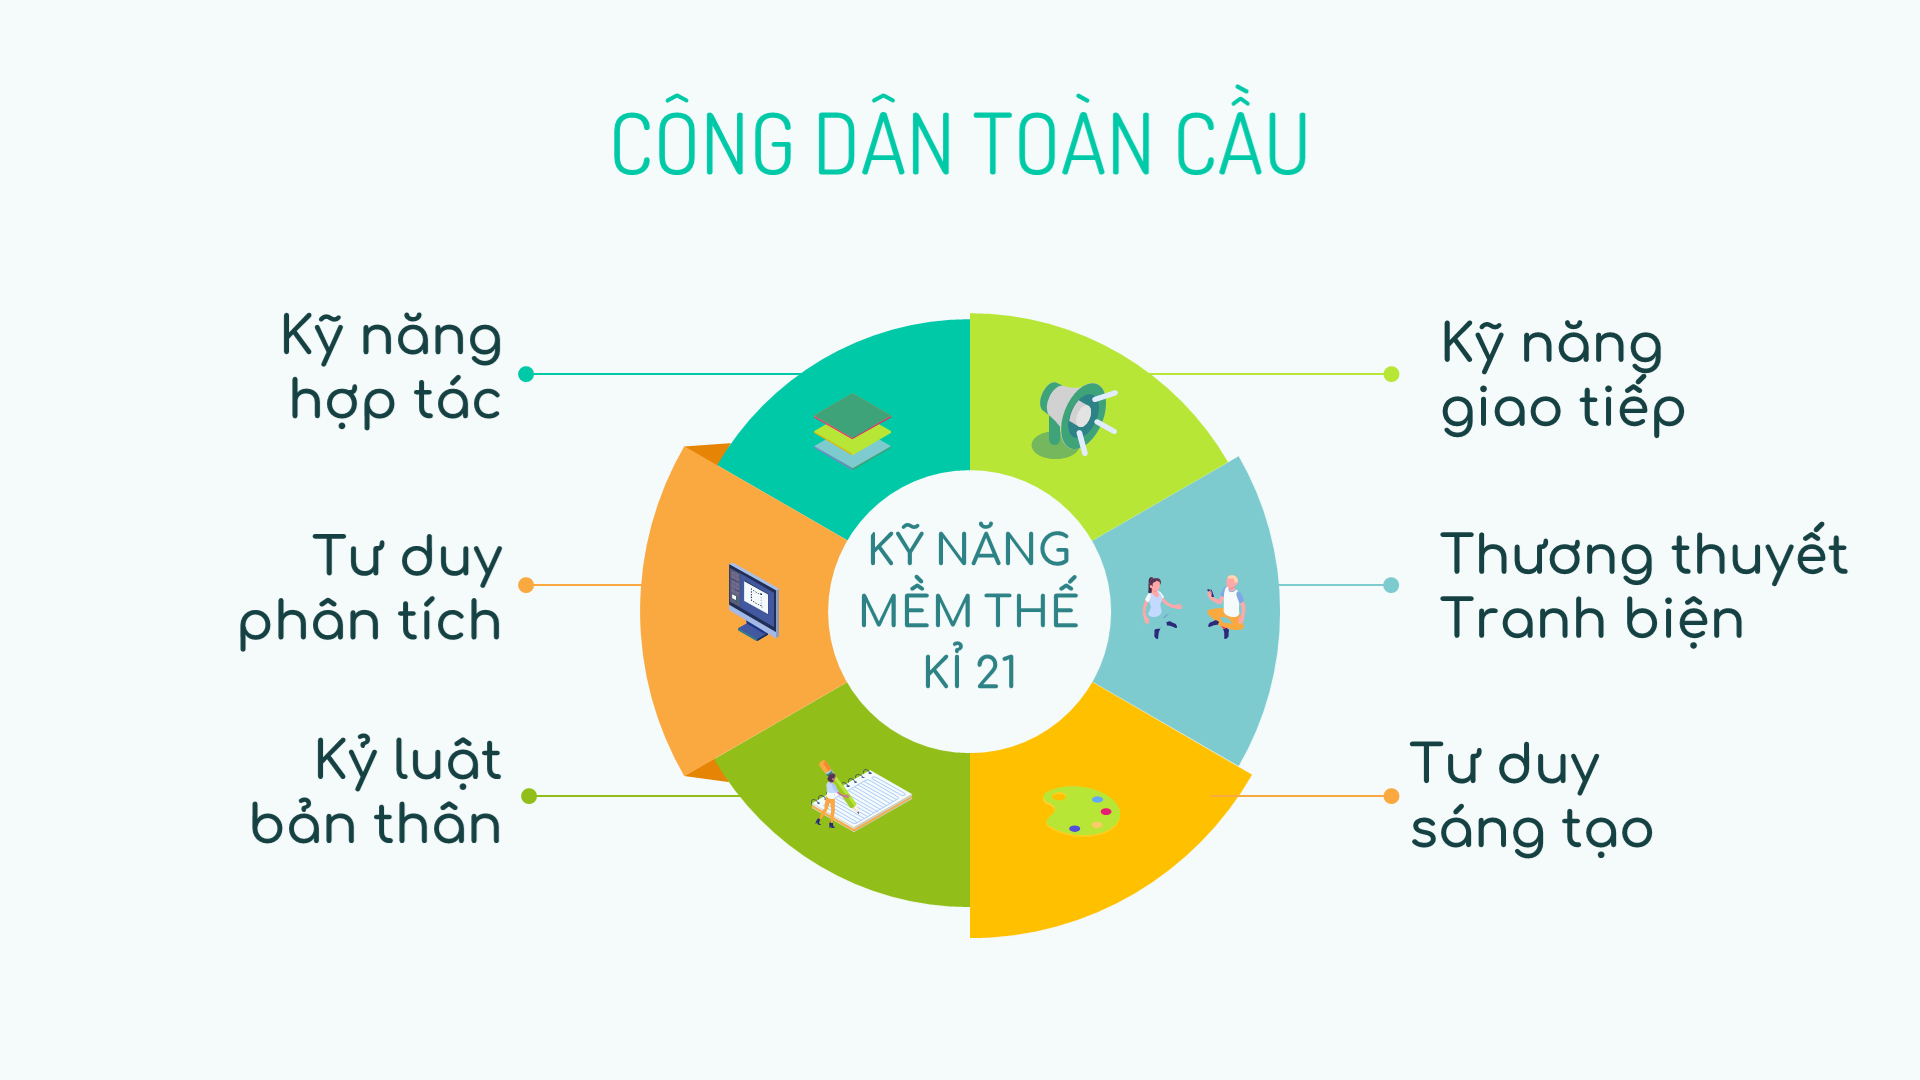 CÔNG DÂN TOÀN CẦU
Kỹ năng
hợp tác
Tư duy
phân tích
Kỷ luật
bản thân
KỸ NĂNG
MỀM THẾ
KỈ 21
Kỹ năng
giao tiếp
Thương thuyết
Tranh biện
Tư duy
sáng tạo